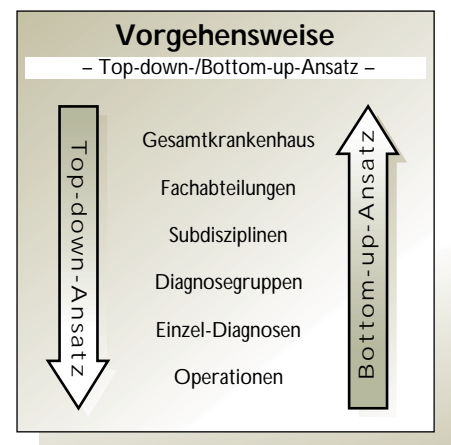 Vorgehensweise
– Top-down-/Bottom-up-Ansatz –
Top-down-Ansatz
Gesamtkrankenhaus
Fachabteilungen
Subdisziplinen
Diagnosegruppen
Einzel-Diagnosen
Operationen
Bottom-up-Ansatz